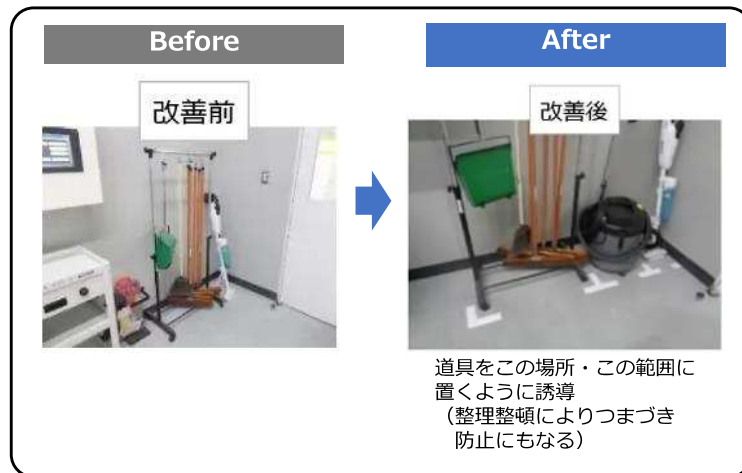 Before
After
改善前
改善後
道具をこの場所・この範囲に
置くように誘導
（整理整頓によりつまづき
防止にもなる）